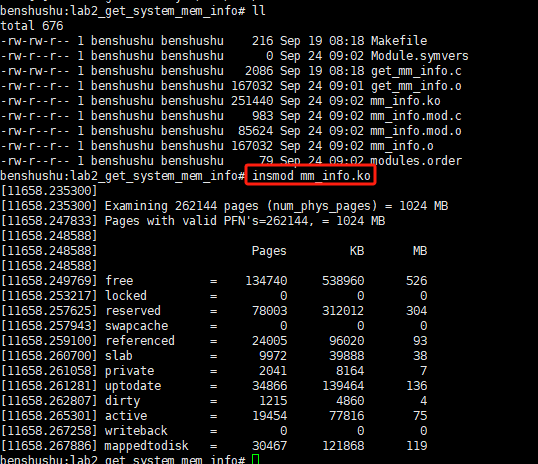 benshushu:lab2_get_system_mem_info# ll
total 676
-rw-rw-r-- 1 benshushu benshushu    216 Sep 19 08:18 Makefile
-rw-r--r-- 1 benshushu benshushu      0 Sep 24 09:02 Module.symvers
-rw-rw-r-- 1 benshushu benshushu   2086 Sep 19 08:18 get_mm_info.c
-rw-r--r-- 1 benshushu benshushu 167032 Sep 24 09:01 get_mm_info.o
-rw-r--r-- 1 benshushu benshushu 251440 Sep 24 09:02 mm_info.ko
-rw-r--r-- 1 benshushu benshushu    983 Sep 24 09:02 mm_info.mod.c
-rw-r--r-- 1 benshushu benshushu  85624 Sep 24 09:02 mm_info.mod.o
-rw-r--r-- 1 benshushu benshushu 167032 Sep 24 09:02 mm_info.o
-rw-r--r-- 1 benshushu benshushu     79 Sep 24 09:02 modules.order
benshushu:lab2_get_system_mem_info# insmod mm_info.ko
[11658.235300]
[11658.235300] Examining 262144 pages (num_phys_pages) = 1024 MB
[11658.247833] Pages with valid PFN's=262144, = 1024 MB
[11658.248588]
[11658.248588]                     Pages         KB       MB
[11658.248588]
[11658.249769] free          =    134740    538960      526
[11658.253217] locked        =         0         0        0
[11658.257625] reserved      =     78003    312012      304
[11658.257943] swapcache     =         0         0        0
[11658.259100] referenced    =     24005     96020       93
[11658.260700] slab          =      9972     39888       38
[11658.261058] private       =      2041      8164        7
[11658.261281] uptodate      =     34866    139464      136
[11658.262807] dirty         =      1215      4860        4
[11658.265301] active        =     19454     77816       75
[11658.267258] writeback     =         0         0        0
[11658.267886] mappedtodisk  =     30467    121868      119
benshushu:lab2_get_system_mem_info#